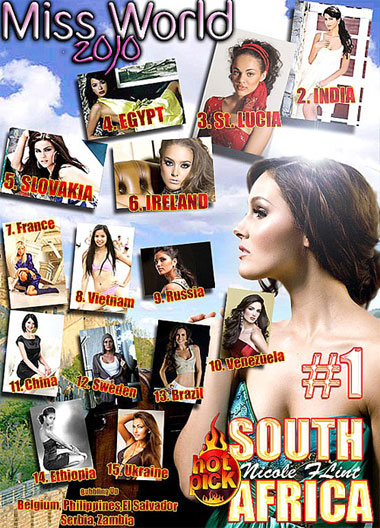 Miss World
2010
2. INDIA
4. EGYPT
3. St. LUCIA
5. SLOVAKIA
6. IRELAND
7. France
8. Vietnam
9. Russia
10. Venezuela
11. China
12. Sweden
13. Brazil
#1
14. Ethiopia
15. Ukraine
hot
pick
SOUTH
Nicole FLint
AFRICA
Bubbling Up
Belgium, Philippines, El Salvador
Serbia, Zambia